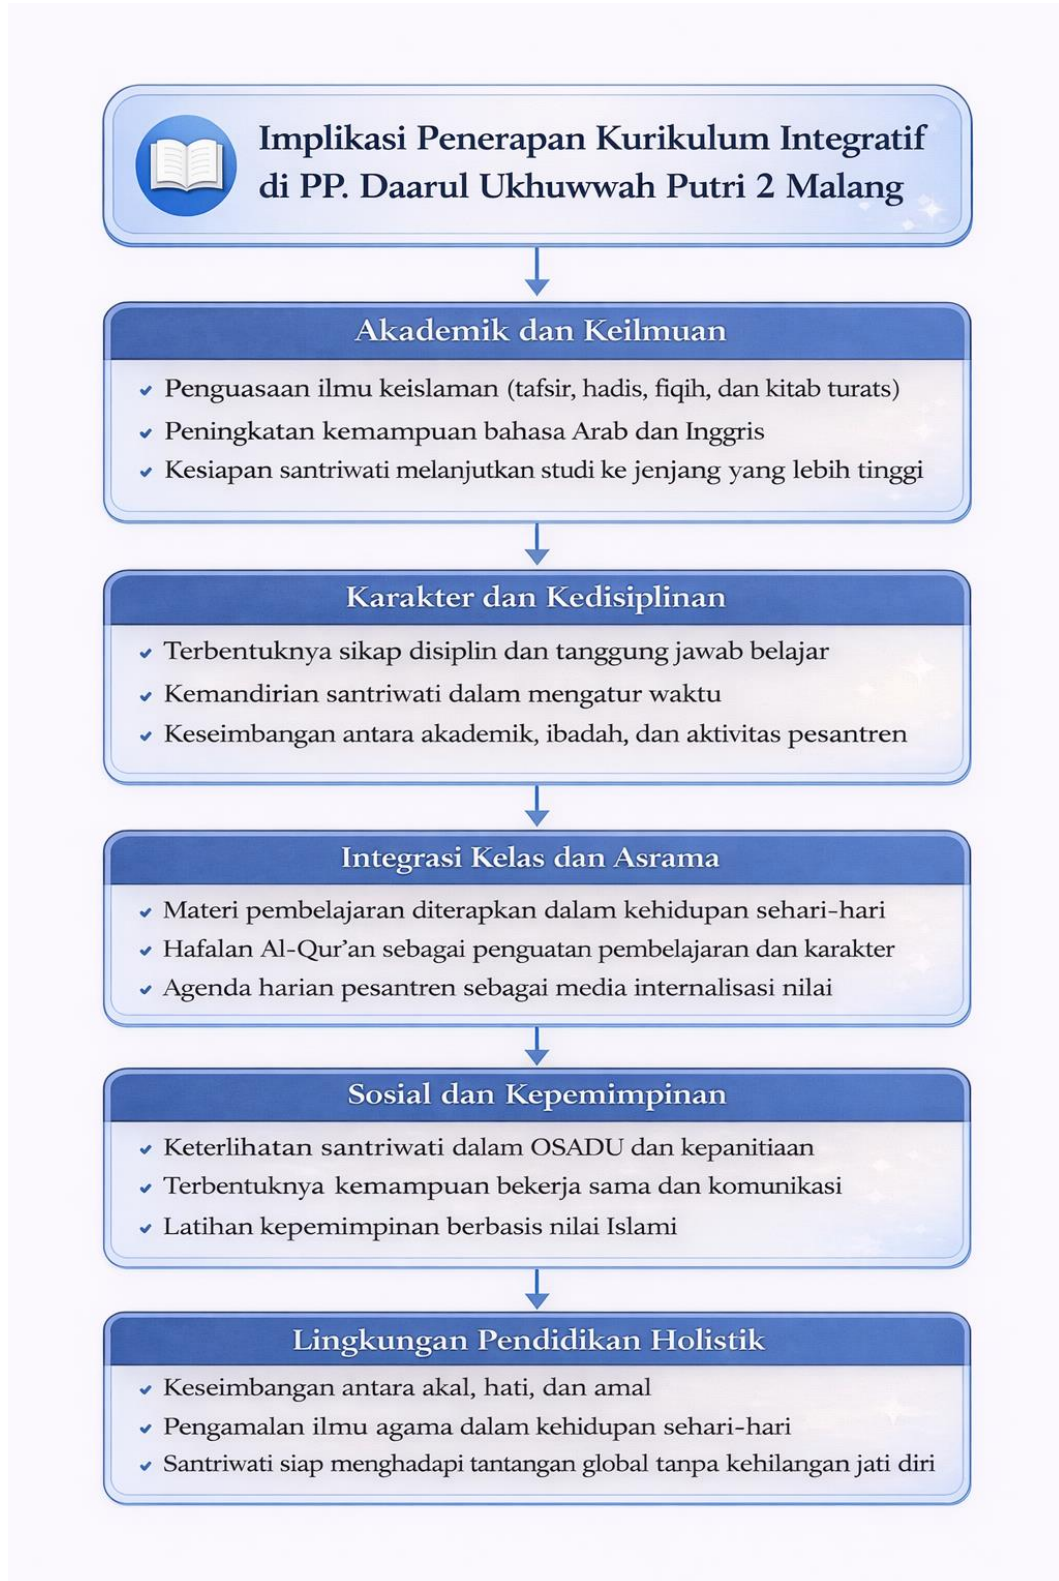 Implikasi Penerapan Kurikulum Integratif
di PP. Daarul Ukhuwwah Putri 2 Malang
Akademik dan Keilmuan
Penguasaan ilmu keislaman (tafsir, hadis, fiqih, dan kitab turats)
Peningkatan kemampuan bahasa Arab dan Inggris
Kesiapan santriwati melanjutkan studi ke jenjang yang lebih tinggi
Karakter dan Kedisiplinan
Terbentuknya sikap disiplin dan tanggung jawab belajar
Kemandirian santriwati dalam mengatur waktu
Keseimbangan antara akademik, ibadah, dan aktivitas pesantren
Integrasi Kelas dan Asrama
Materi pembelajaran diterapkan dalam kehidupan sehari-hari
Hafalan Al-Qur’an sebagai penguatan pembelajaran dan karakter
Agenda harian pesantren sebagai media internalisasi nilai
Sosial dan Kepemimpinan
Keterlihatan santriwati dalam OSADU dan kepanitiaan
Terbentuknya kemampuan bekerja sama dan komunikasi
Latihan kepemimpinan berbasis nilai Islami
Lingkungan Pendidikan Holistik
Keseimbangan antara akal, hati, dan amal
Pengamalan ilmu agama dalam kehidupan sehari-hari
Santriwati siap menghadapi tantangan global tanpa kehilangan jati diri